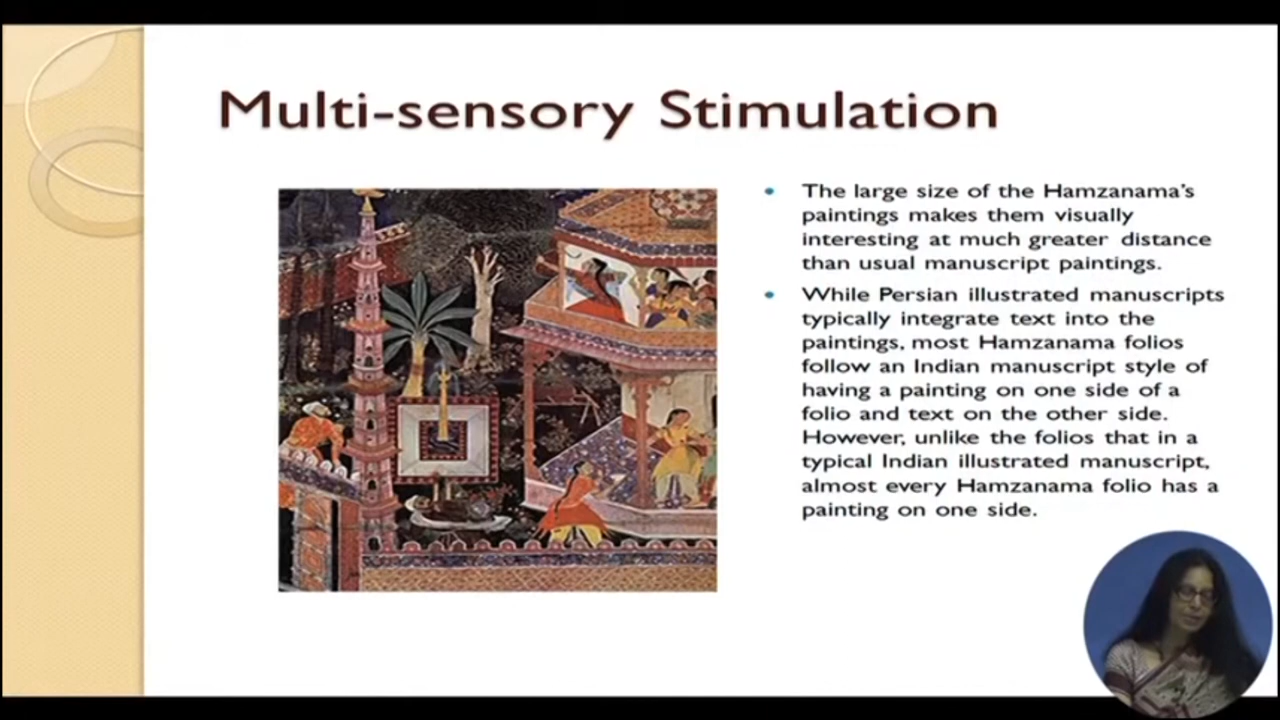 Multi-sensory Stimulation
The large size of the Hamzanama's
paintings makes them visually
interesting at much greater distance
than usual manuscript paintings.
While Persian illustrated manuscripts
typically integrate text into the
paintings, most Hamzanama folios
follow an Indian manuscript style of
having a painting on one side of a
folio and text on the other side.
However, unlike the folios that in a
typical Indian illustrated manuscript,
almost every Hamzanama folio has a
painting on one side.